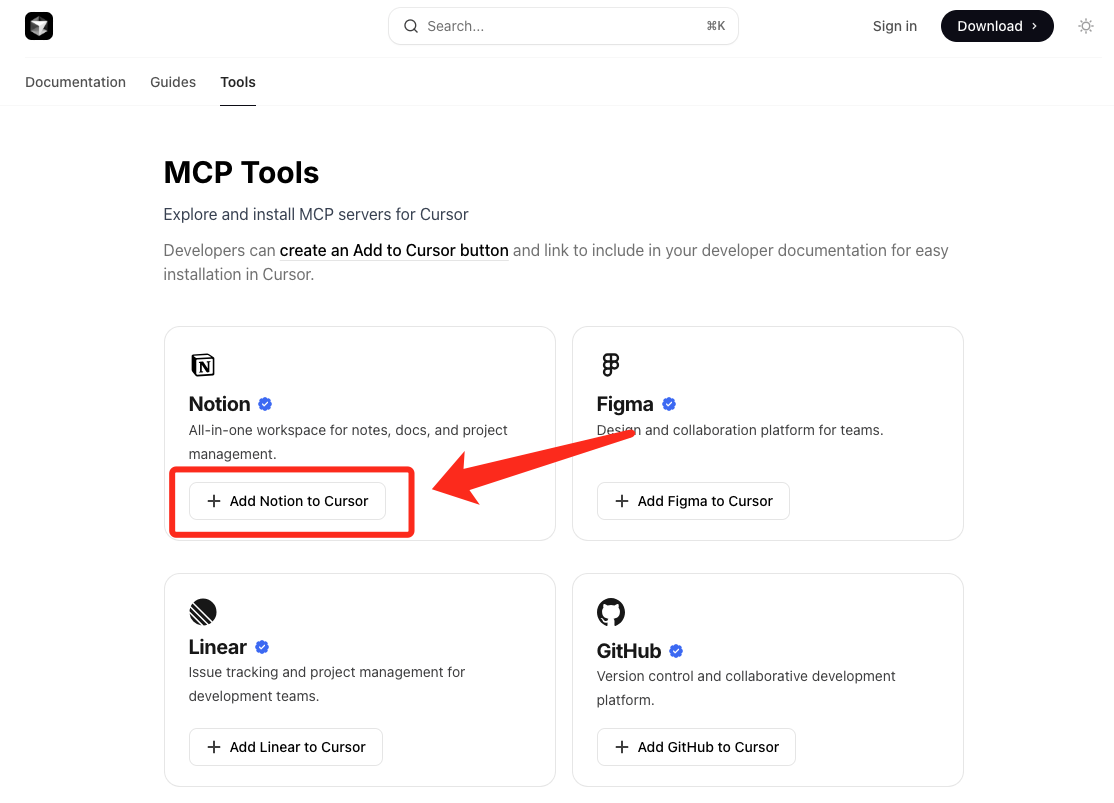 Search...
⌘K
Sign in
Download ›
Documentation
Guides
Tools
MCP Tools
Explore and install MCP servers for Cursor
Developers can create an Add to Cursor button and link to include in your developer documentation for easy
installation in Cursor.
N
Notion
All-in-one workspace for notes, docs, and project
management.
+ Add Notion to Cursor
Figma
Design and collaboration platform for teams.
+ Add Figma to Cursor
Linear
Issue tracking and project management for
development teams.
+ Add Linear to Cursor
GitHub
Version control and collaborative development
platform.
+ Add GitHub to Cursor